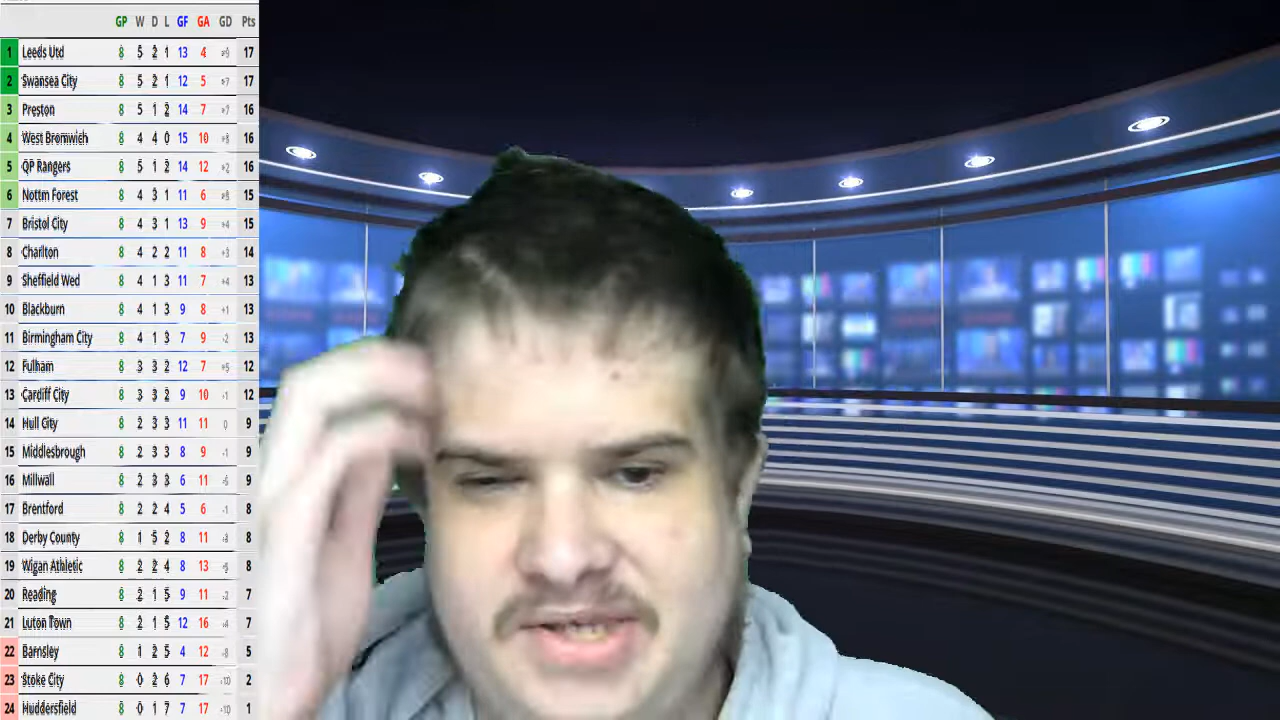 GP W D L GF GA GD Pts
1 Leeds Utd 8 5 2 1 13 4 +9 17
2 Swansea City 8 5 2 1 12 5 +7 17
3 Preston 8 5 1 2 14 7 +7 16
4 West Bromwich 8 4 4 0 15 10 +5 16
5 QP Rangers 8 5 1 2 14 12 +2 16
6 Nottm Forest 8 4 3 1 11 6 +5 15
7 Bristol City 8 4 3 1 13 9 +4 15
8 Charlton 8 4 2 2 11 8 +3 14
9 Sheffield Wed 8 4 1 3 11 7 +4 13
10 Blackburn 8 4 1 3 9 8 +1 13
11 Birmingham City 8 4 1 3 7 9 -2 13
12 Fulham 8 3 3 2 12 7 +5 12
13 Cardiff City 8 3 3 2 9 10 -1 12
14 Hull City 8 2 3 3 11 11 0 9
15 Middlesbrough 8 2 3 3 8 9 -1 9
16 Millwall 8 2 3 3 6 11 -5 9
17 Brentford 8 2 2 4 5 6 -1 8
18 Derby County 8 1 5 2 8 11 -3 8
19 Wigan Athletic 8 2 2 4 8 13 -5 8
20 Reading 8 2 1 5 9 11 -2 7
21 Luton Town 8 2 1 5 12 16 -4 7
22 Barnsley 8 1 2 5 4 12 -8 5
23 Stoke City 8 0 2 6 7 17 -10 2
24 Huddersfield 8 0 1 7 7 17 -10 1